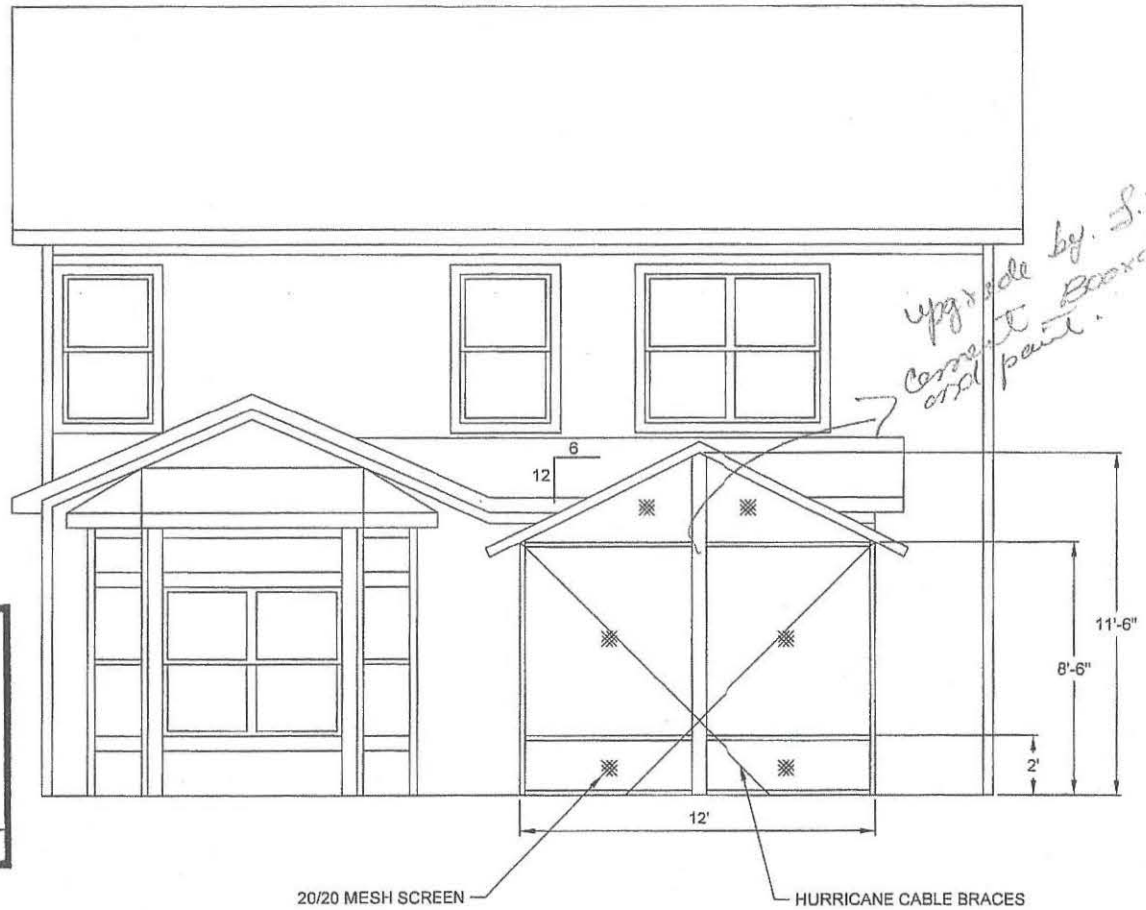 upgrade by. S.
Cement Board
and paint.
6
12
11'-6"
8'-6"
2'
12'
20/20 MESH SCREEN
HURRICANE CABLE BRACES